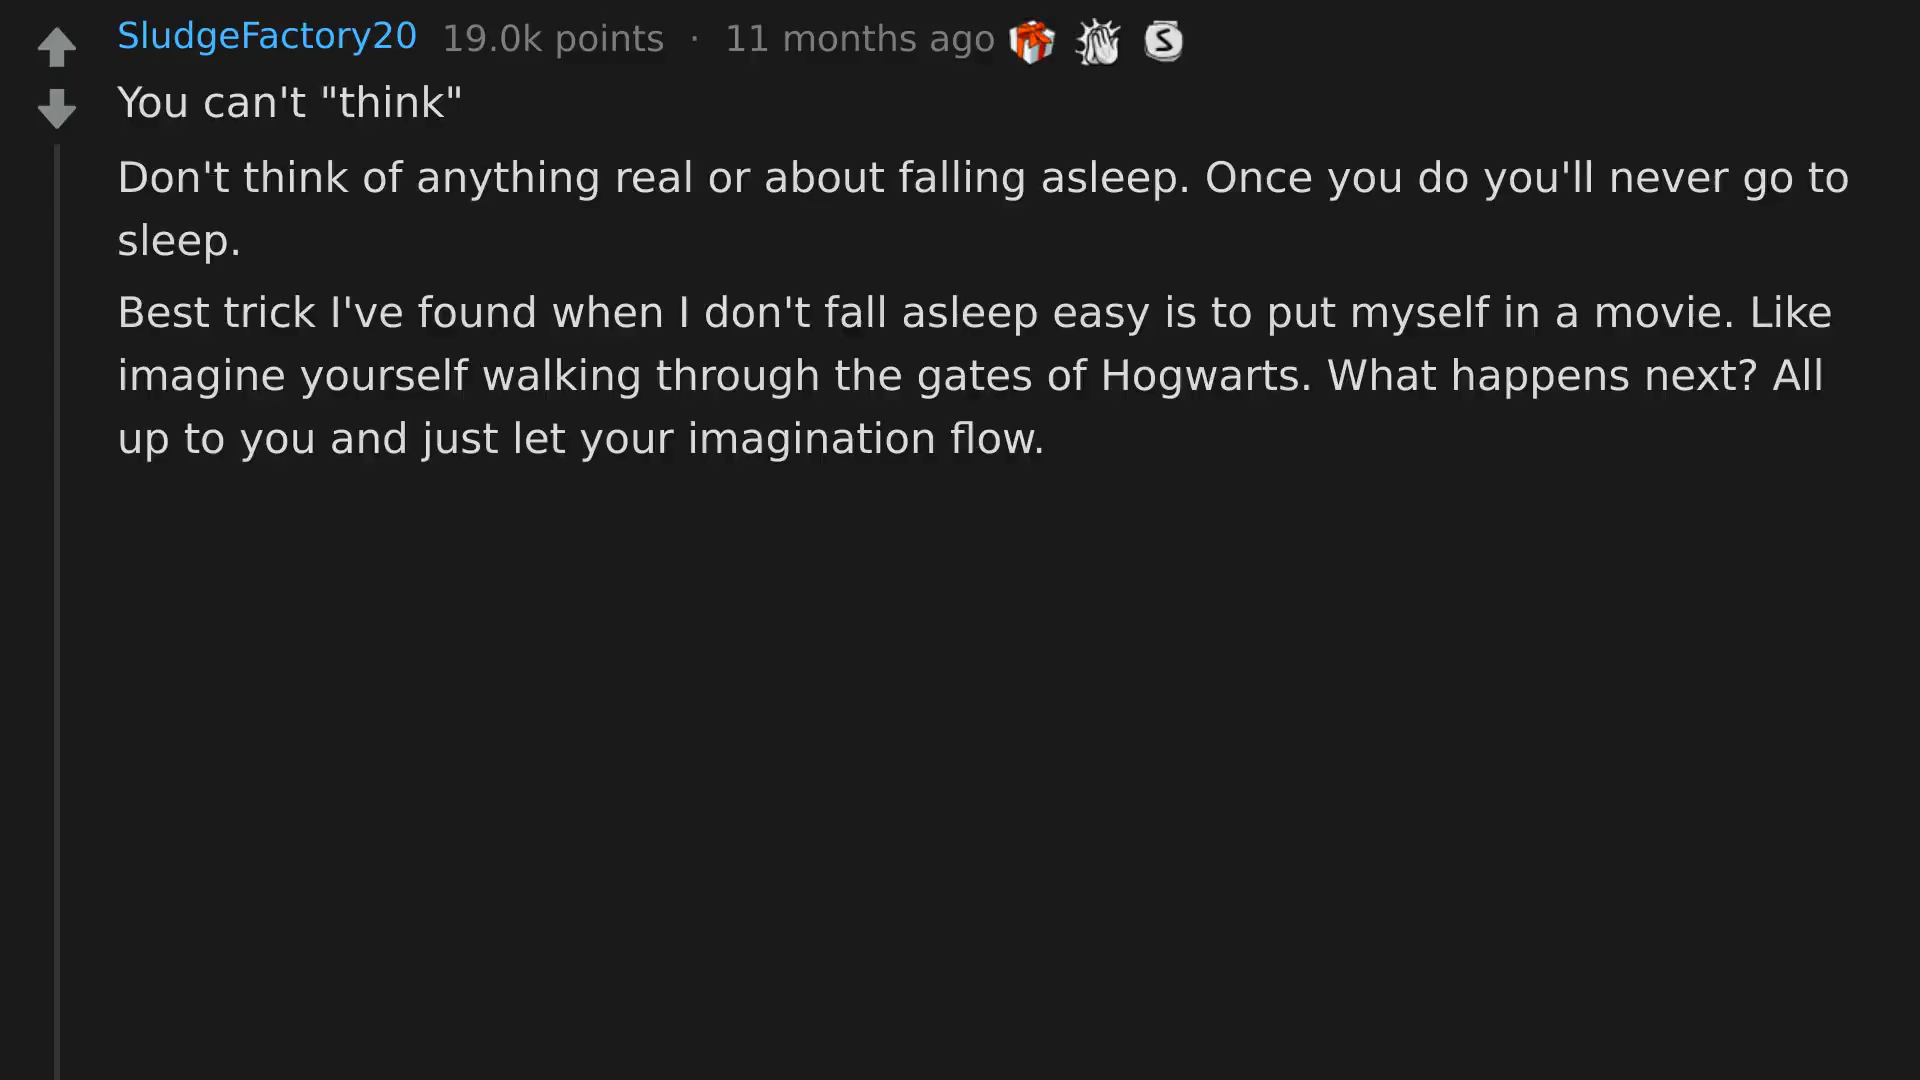 SludgeFactory20 19.0k points · 11 months ago
You can't "think"
Don't think of anything real or about falling asleep. Once you do you'll never go to
sleep.
Best trick I've found when I don't fall asleep easy is to put myself in a movie. Like
imagine yourself walking through the gates of Hogwarts. What happens next? All
up to you and just let your imagination flow.